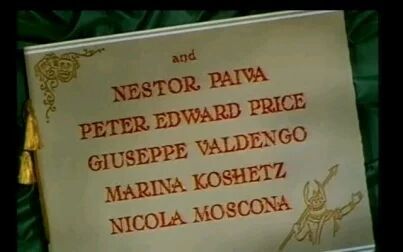 and
NESTOR PAIVA
PETER EDWARD PRICE
GIUSEPPE VALDENGO
MARINA KOSHETZ
NICOLA MOSCONA